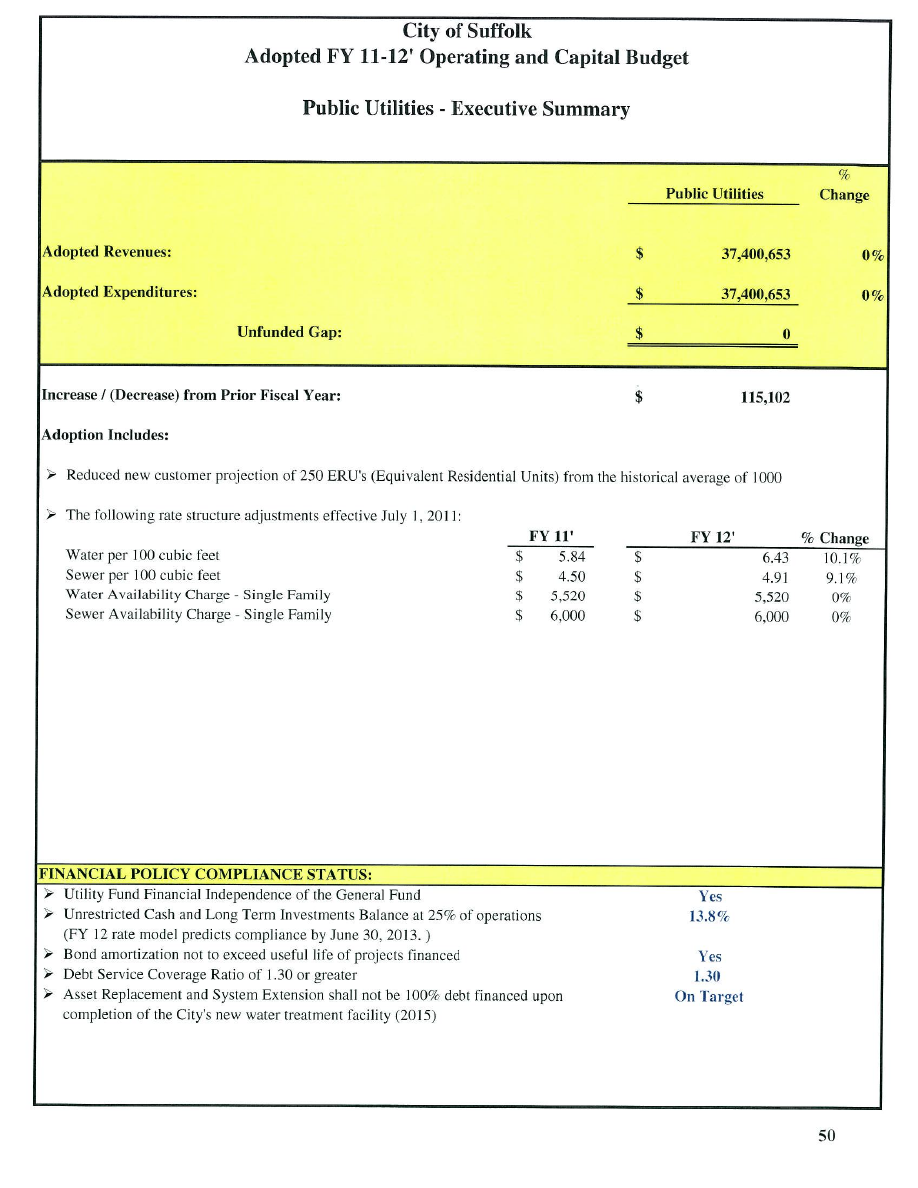 City of Suffolk
Adopted FY 11-12' Operating and Capital Budget
Public Utilities - Executive Summary
%
Public Utilities Change
Adopted Revenues: $ 37,400,653 0%
Adopted Expenditures: $ 37,400,653 0%
Unfunded Gap: $ 0
Increase / (Decrease) from Prior Fiscal Year: $ 115,102
Adoption Includes:
➢ Reduced new customer projection of 250 ERU's (Equivalent Residential Units) from the historical average of 1000
➢ The following rate structure adjustments effective July 1, 2011:
FY 11' FY 12' % Change
Water per 100 cubic feet $ 5.84 $ 6.43 10.1%
Sewer per 100 cubic feet $ 4.50 $ 4.91 9.1%
Water Availability Charge - Single Family $ 5,520 $ 5,520 0%
Sewer Availability Charge - Single Family $ 6,000 $ 6,000 0%
FINANCIAL POLICY COMPLIANCE STATUS:
➢ Utility Fund Financial Independence of the General Fund Yes
➢ Unrestricted Cash and Long Term Investments Balance at 25% of operations 13.8%
(FY 12 rate model predicts compliance by June 30, 2013. )
➢ Bond amortization not to exceed useful life of projects financed Yes
➢ Debt Service Coverage Ratio of 1.30 or greater 1.30
➢ Asset Replacement and System Extension shall not be 100% debt financed upon On Target
completion of the City's new water treatment facility (2015)
50